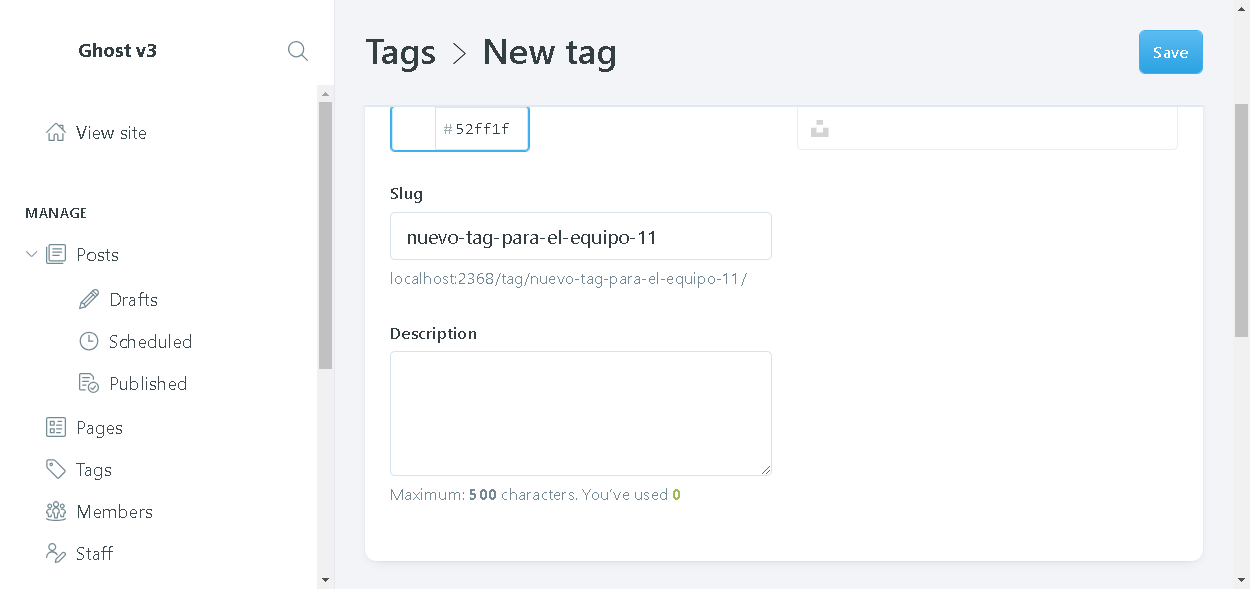 Ghost v3
View site
MANAGE
Posts
Drafts
Scheduled
Published
Pages
Tags
Members
Staff
Tags > New tag
Save
#52ff1f
Slug
nuevo-tag-para-el-equipo-11
localhost:2368/tag/nuevo-tag-para-el-equipo-11/
Description
Maximum: 500 characters. You’ve used 0